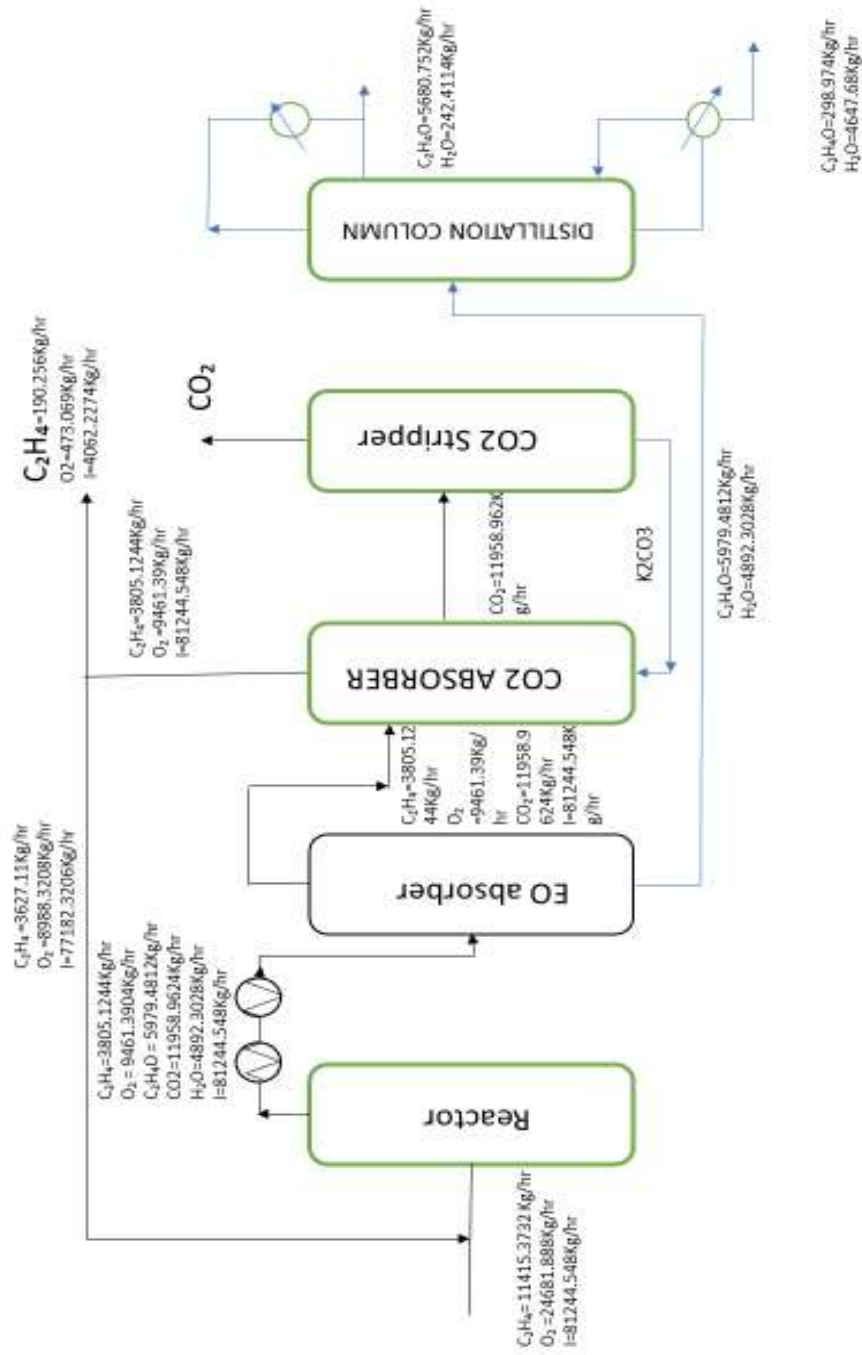 C₂H₄=11415.3732 Kg/hr
O₂ =24681.888Kg/hr
I=81244.548Kg/hr
Reactor
C₂H₄=3805.1244Kg/hr
O₂ = 9461.3904Kg/hr
C₂H₄O = 5979.4812Kg/hr
CO2=11958.9624Kg/hr
H₂O=4892.3028Kg/hr
I=81244.548Kg/hr
C₂H₄=3627.11Kg/hr
O₂=8988.3208Kg/hr
I=77182.3206Kg/hr
EO absorber
C₂H₄=3805.12
44Kg/hr
O₂
=9461.39Kg/
hr
CO₂=11958.9
624Kg/hr
I=81244.548K
g/hr
CO2 ABSORBER
C₂H₄=3805.1244Kg/hr
O₂ =9461.39Kg/hr
I=81244.548Kg/hr
CO₂=11958.962K
g/hr
K2CO3
CO2 Stripper
CO₂
C₂H₄=190.256Kg/hr
O2=473.069Kg/hr
I=4062.2274Kg/hr
C₂H₄O=5979.4812Kg/hr
H₂O=4892.3028Kg/hr
DISTILLATION COLUMN
C₂H₄O=5680.752Kg/hr
H₂O=242.4114Kg/hr
C₂H₄O=298.974Kg/hr
H₂O=4647.68Kg/hr